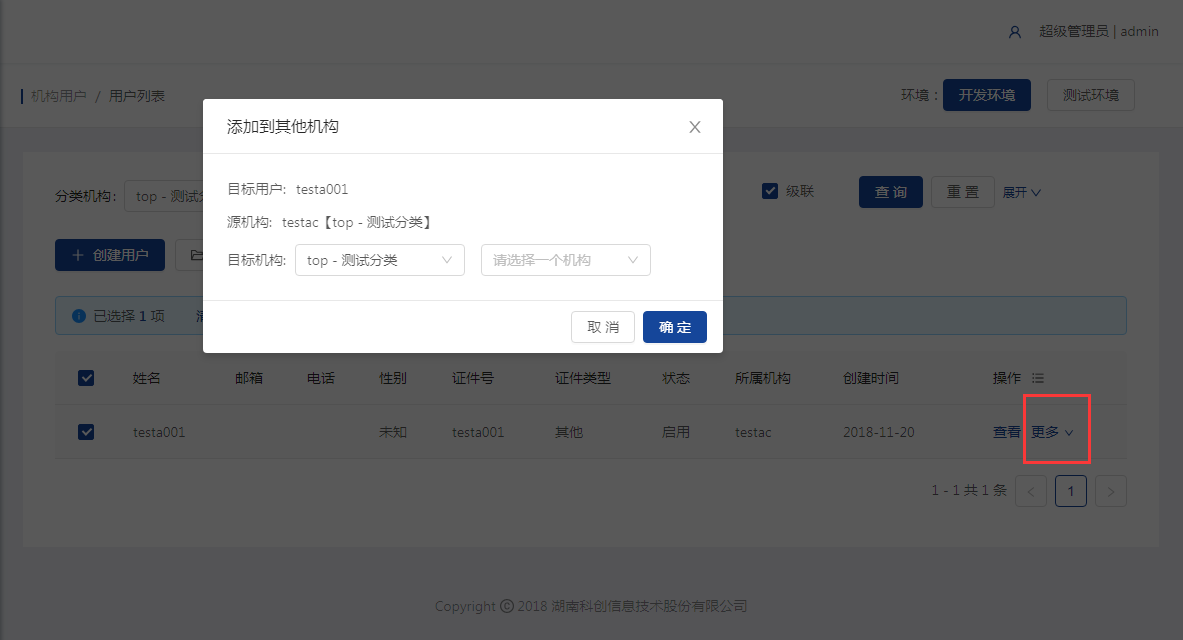 超级管理员 | admin
机构用户 / 用户列表
环境：
开发环境
测试环境
添加到其他机构
目标用户: testa001
源机构: testac【top - 测试分类】
目标机构: top - 测试分类 请选择一个机构
取 消 确 定
分类机构: top - 测试
级联 查 询 重 置 展开
创建用户
已选择 1 项
姓名 邮箱 电话 性别 证件号 证件类型 状态 所属机构 创建时间 操作
testa001 未知 testa001 其他 启用 testac 2018-11-20 查看 更多
1 - 1 共 1 条 < 1 >
Copyright © 2018 湖南科创信息技术股份有限公司